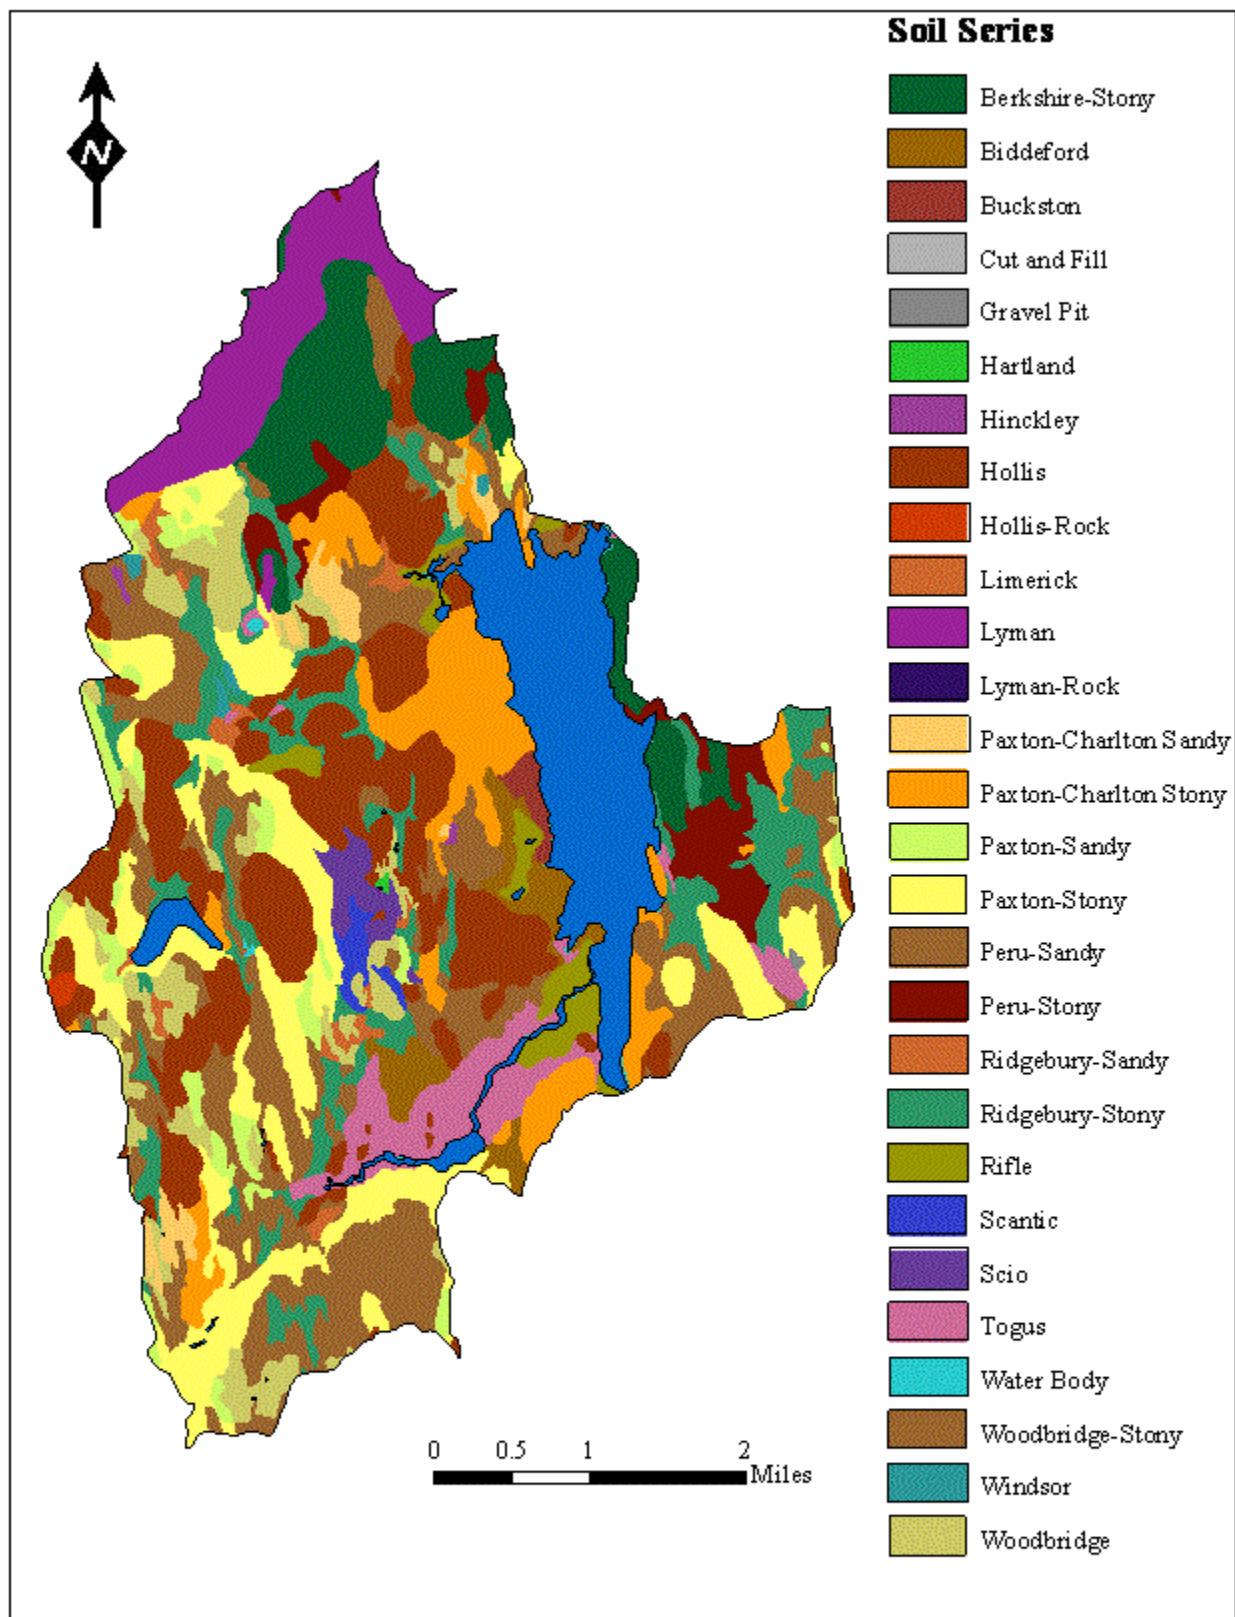 Soil Series
N
Berkshire-Stony
Biddeford
Buckston
Cut and Fill
Gravel Pit
Hartland
Hinckley
Hollis
Hollis-Rock
Limerick
Lyman
Lyman-Rock
Paxton-Charlton Sandy
Paxton-Charlton Stony
Paxton-Sandy
Paxton-Stony
Peru-Sandy
Peru-Stony
Ridgebury-Sandy
Ridgebury-Stony
Rifle
Scantic
Scio
Togus
Water Body
Woodbridge-Stony
Windsor
Woodbridge
0 0.5 1 2
Miles